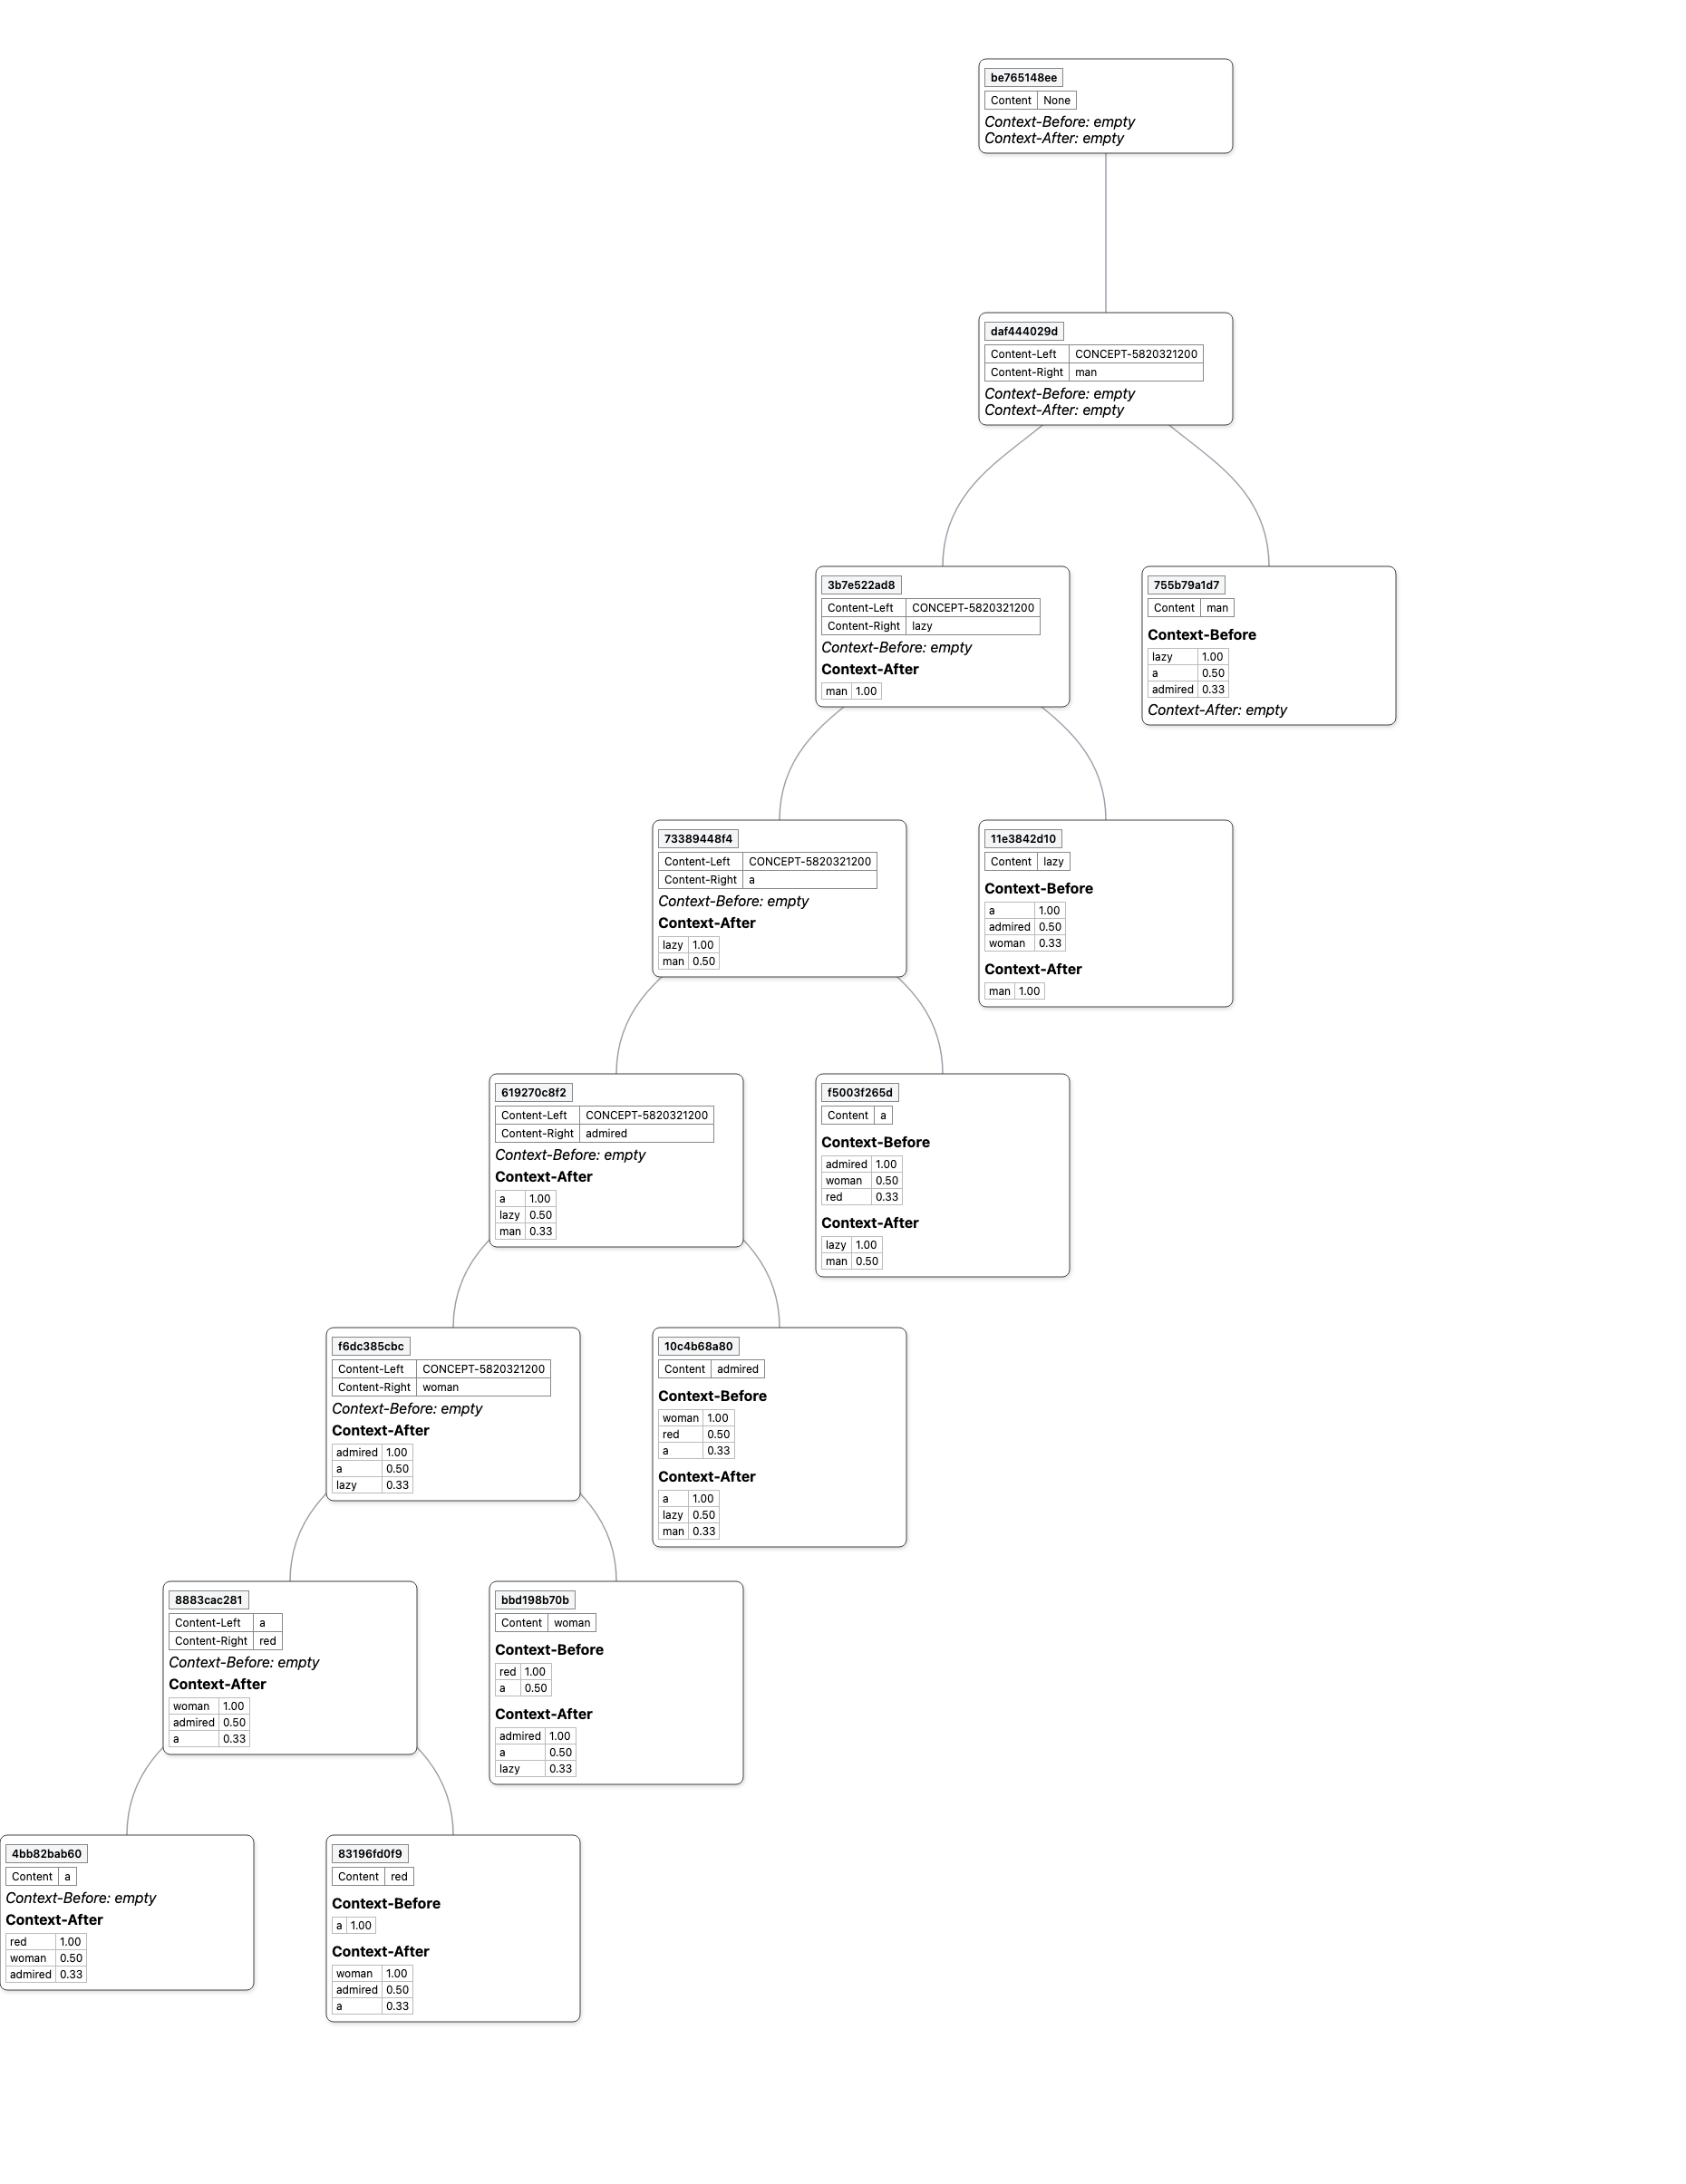 be765148ee
Content None
Context-Before: empty
Context-After: empty
daf444029d
Content-Left CONCEPT-5820321200
Content-Right man
Context-Before: empty
Context-After: empty
3b7e522ad8
Content-Left CONCEPT-5820321200
Content-Right lazy
Context-Before: empty
Context-After
man 1.00
755b79a1d7
Content man
Context-Before
lazy 1.00
a 0.50
admired 0.33
Context-After: empty
73389448f4
Content-Left CONCEPT-5820321200
Content-Right a
Context-Before: empty
Context-After
lazy 1.00
man 0.50
11e3842d10
Content lazy
Context-Before
a 1.00
admired 0.50
woman 0.33
Context-After
man 1.00
619270c8f2
Content-Left CONCEPT-5820321200
Content-Right admired
Context-Before: empty
Context-After
a 1.00
lazy 0.50
man 0.33
f5003f265d
Content a
Context-Before
admired 1.00
woman 0.50
red 0.33
Context-After
lazy 1.00
man 0.50
f6dc385cbc
Content-Left CONCEPT-5820321200
Content-Right woman
Context-Before: empty
Context-After
admired 1.00
a 0.50
lazy 0.33
10c4b68a80
Content admired
Context-Before
woman 1.00
red 0.50
a 0.33
Context-After
a 1.00
lazy 0.50
man 0.33
8883cac281
Content-Left a
Content-Right red
Context-Before: empty
Context-After
woman 1.00
admired 0.50
a 0.33
bbd198b70b
Content woman
Context-Before
red 1.00
a 0.50
Context-After
admired 1.00
a 0.50
lazy 0.33
4bb82bab60
Content a
Context-Before: empty
Context-After
red 1.00
woman 0.50
admired 0.33
83196fd0f9
Content red
Context-Before
a 1.00
Context-After
woman 1.00
admired 0.50
a 0.33